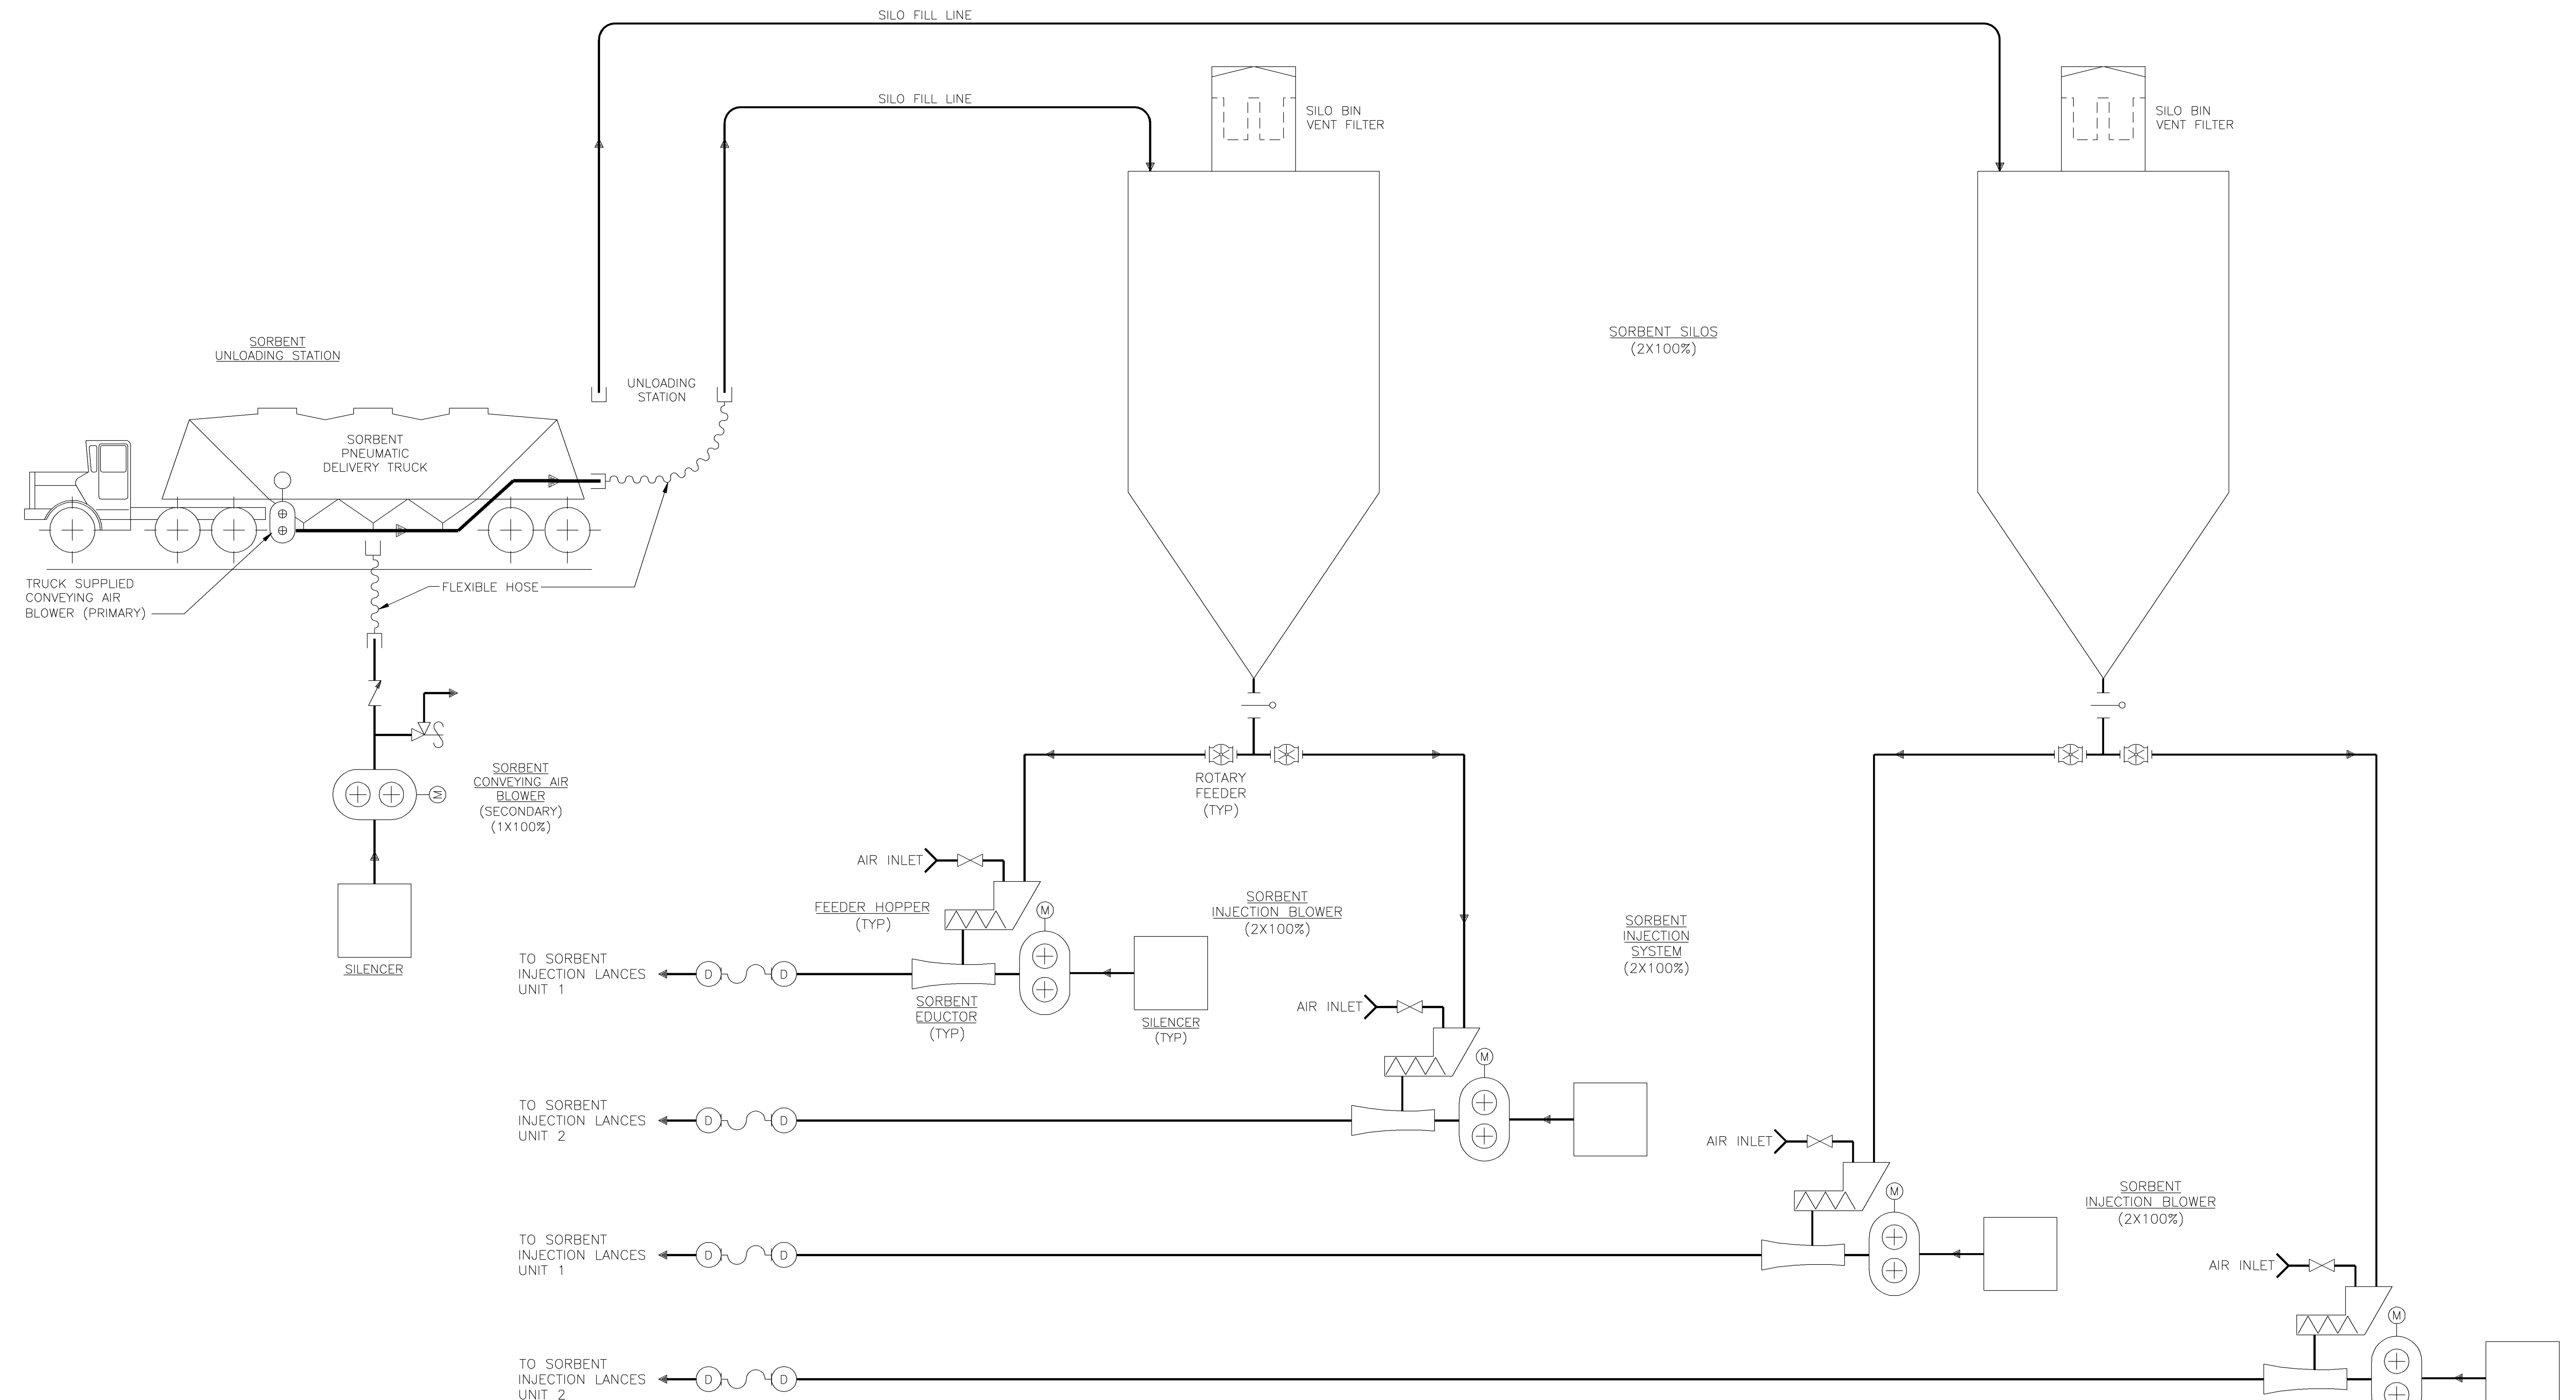 SILO FILL LINE
SILO FILL LINE
SILO BIN
VENT FILTER
SILO BIN
VENT FILTER
SORBENT
UNLOADING STATION
SORBENT SILOS
(2X100%)
UNLOADING
STATION
SORBENT
PNEUMATIC
DELIVERY TRUCK
TRUCK SUPPLIED
CONVEYING AIR
BLOWER (PRIMARY)
FLEXIBLE HOSE
SORBENT
CONVEYING AIR
BLOWER
(SECONDARY)
(1X100%)
M
SILENCER
ROTARY
FEEDER
(TYP)
AIR INLET
FEEDER HOPPER
(TYP)
M
SORBENT
INJECTION BLOWER
(2X100%)
SORBENT
INJECTION
SYSTEM
(2X100%)
TO SORBENT
INJECTION LANCES
UNIT 1
D
D
SORBENT
EDUCTOR
(TYP)
SILENCER
(TYP)
AIR INLET
M
TO SORBENT
INJECTION LANCES
UNIT 2
D
D
AIR INLET
M
SORBENT
INJECTION BLOWER
(2X100%)
TO SORBENT
INJECTION LANCES
UNIT 1
D
D
AIR INLET
M
TO SORBENT
INJECTION LANCES
UNIT 2
D
D